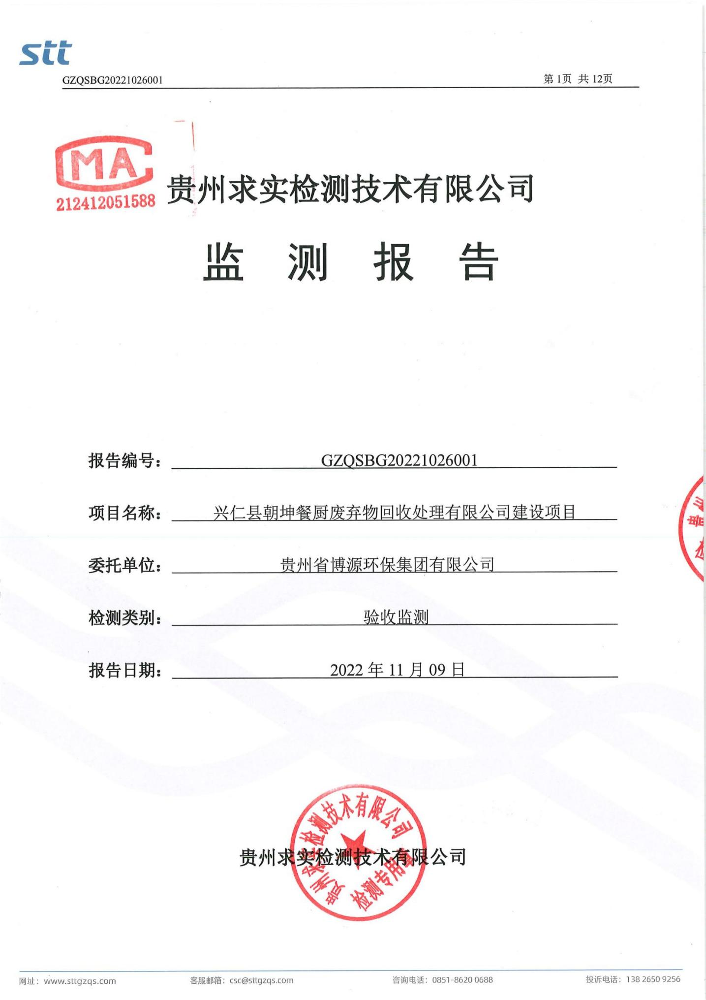 stt
GZQSBG20221026001 第 1页 共 12页
MA
212412051588
贵州求实检测技术有限公司
监测报告
报告编号： GZQSBG20221026001
项目名称： 兴仁县朝坤餐厨废弃物回收处理有限公司建设项目
委托单位： 贵州省博源环保集团有限公司
检测类别： 验收监测
报告日期： 2022 年 11 月 09 日
贵州求实检测技术有限公司
贵州求实检测技术有限公司
检测专用章
网址：www.sttgzqs.com 客服邮箱：csc@sttgzqs.com 咨询电话：0851-8620 0688 投诉电话：138 2650 9256